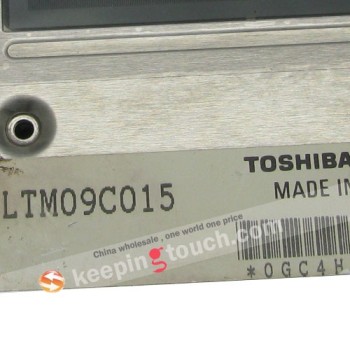 TOSHIBA
LTM09C015
MADE IN
China wholesale , one world one price
keepingtouch.com
*0GC4H